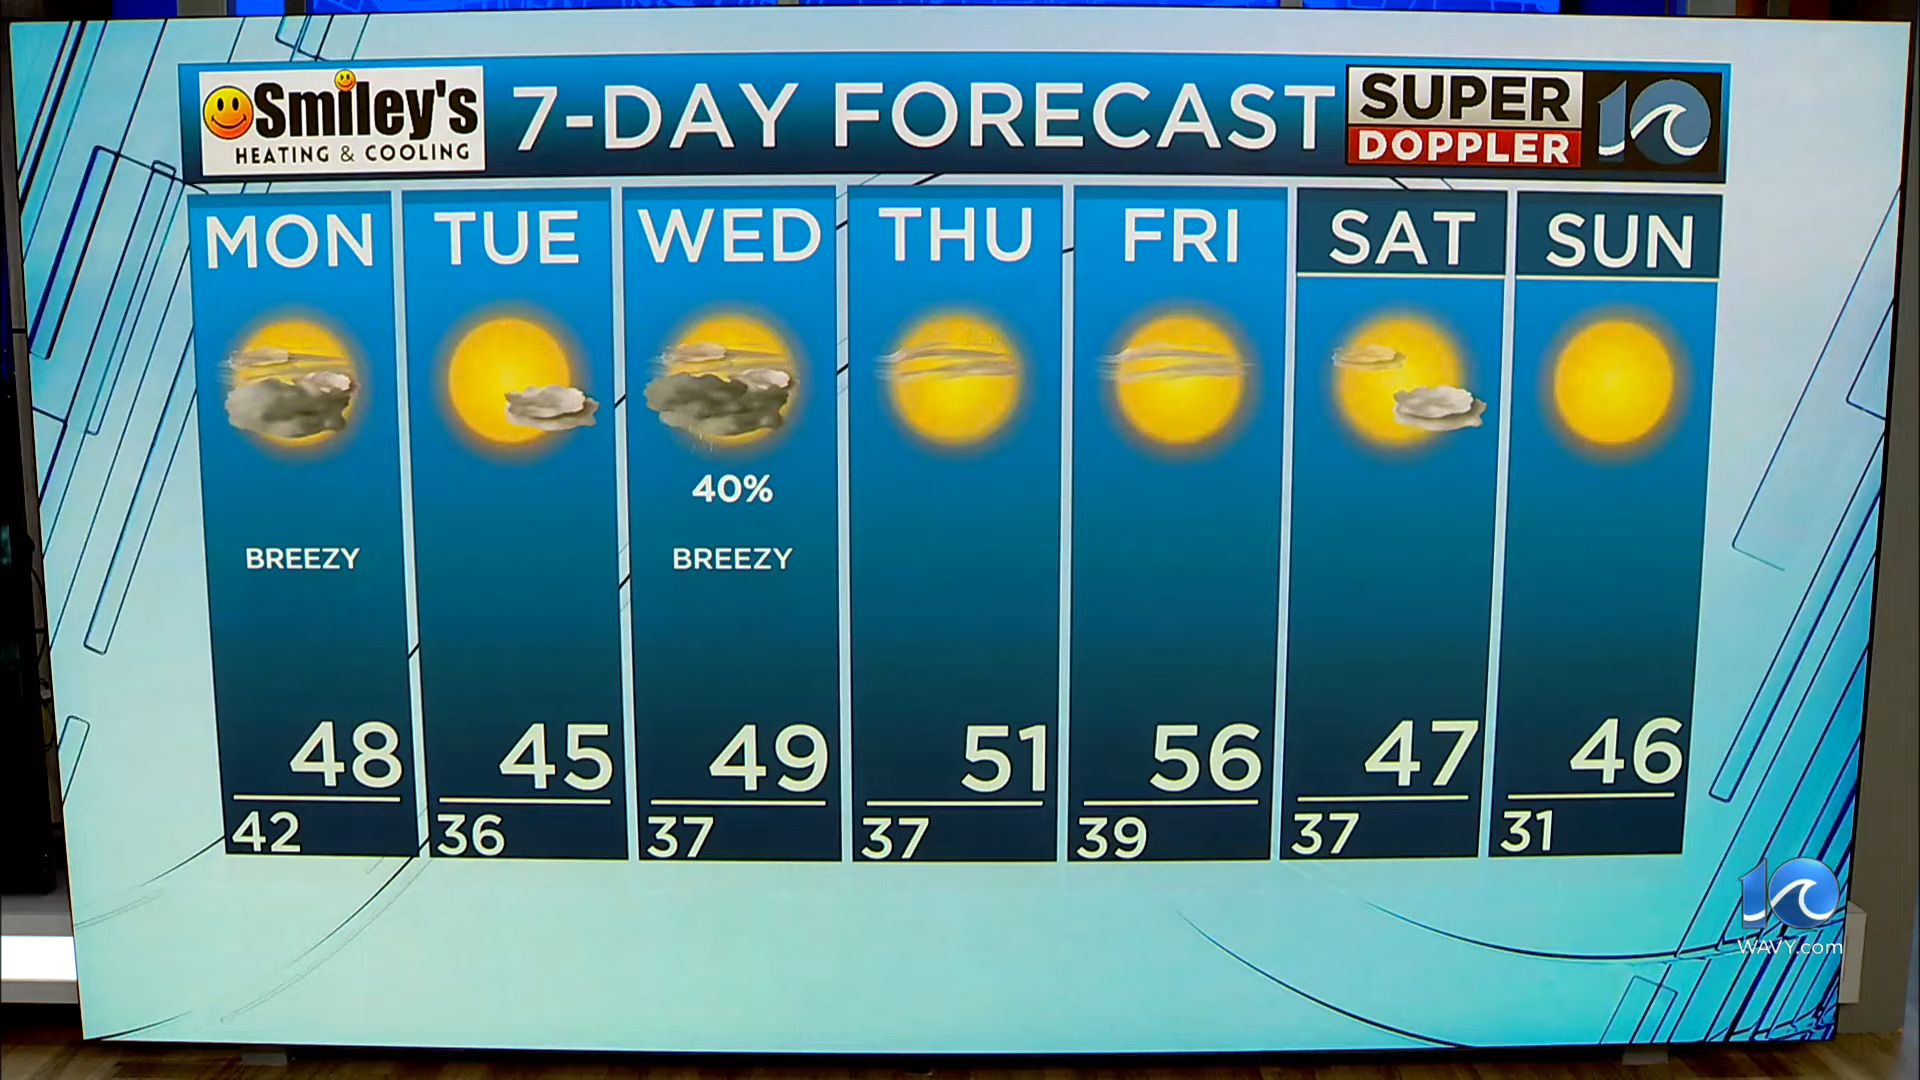 Smiley's
HEATING & COOLING
7-DAY FORECAST
SUPER
DOPPLER
10
MON
TUE
WED
THU
FRI
SAT
SUN
40%
BREEZY
BREEZY
48
45
49
51
56
47
46
42
36
37
37
39
37
31
10
WAVY.com